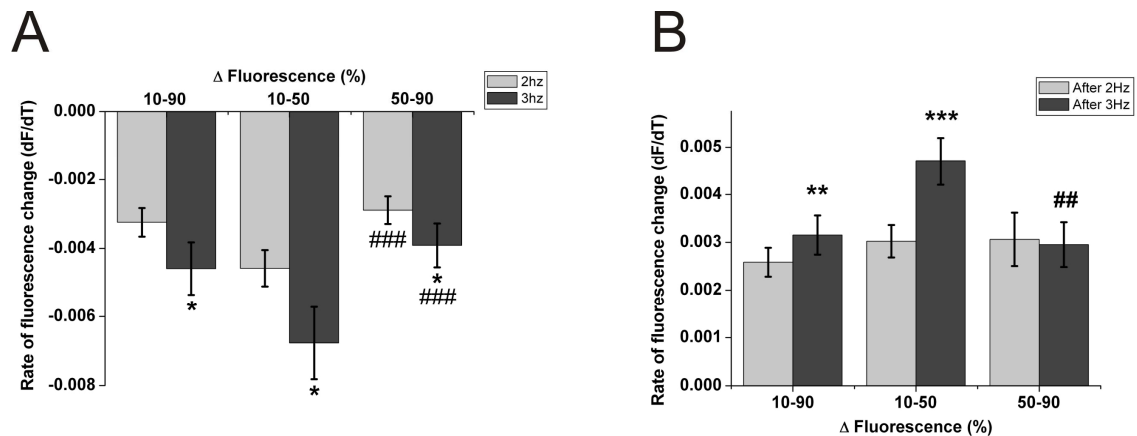 A
Δ Fluorescence (%)
10-90 10-50 50-90
2hz
3hz
0.000
-0.002
-0.004
-0.006
-0.008
Rate of fluorescence change (dF/dT)
*
*
###
*
###
B
After 2Hz
After 3Hz
0.005
0.004
0.003
0.002
0.001
0.000
Rate of fluorescence change (dF/dT)
**
***
##
10-90 10-50 50-90
Δ Fluorescence (%)